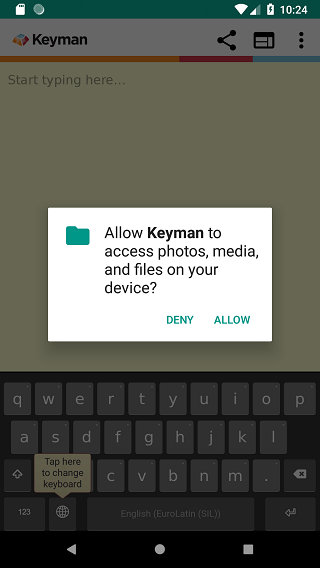 10:24
Keyman
Start typing here...
Allow Keyman to
access photos, media,
and files on your
device?
DENY ALLOW
q w e r t y u i o p
a s d f g h j k l
Tap here
to change
keyboard
c v b n m .
123
English (EuroLatin (SIL))